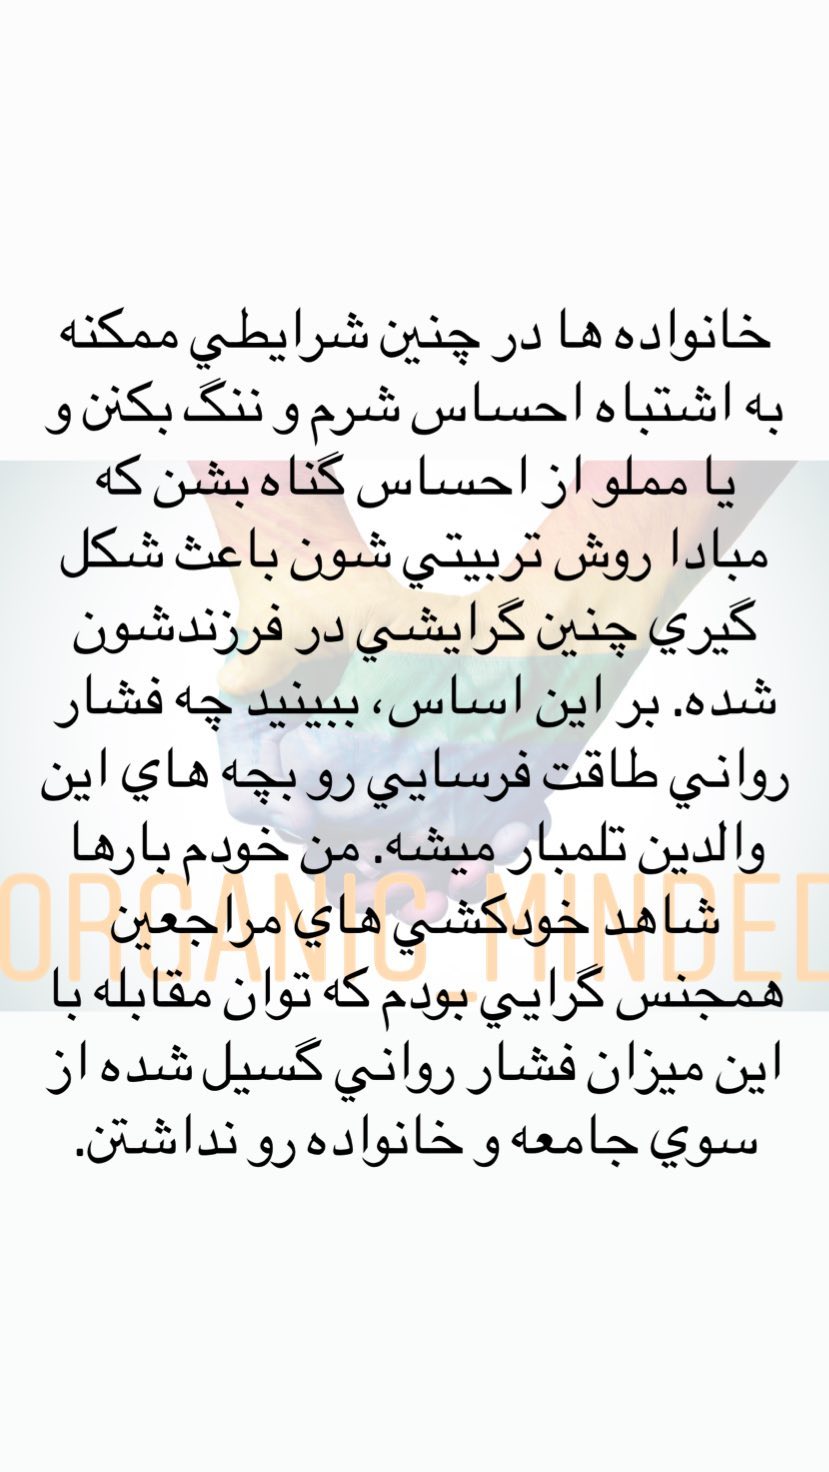 خانواده ها در چنين شرايطي ممكنه
به اشتباه احساس شرم و ننگ بكنن و
يا مملو از احساس گناه بشن كه
مبادا روش تربيتي شون باعث شكل
گيري چنين گرايشي در فرزندشون
شده. بر اين اساس، ببينيد چه فشار
رواني طاقت فرسايي رو بچه هاي اين
والدين تلمبار ميشه. من خودم بارها
شاهد خودكشي هاي مراجعين
ORGANIC_MINDED
همجنس گرايي بودم كه توان مقابله با
اين ميزان فشار رواني گسيل شده از
سوي جامعه و خانواده رو نداشتن.